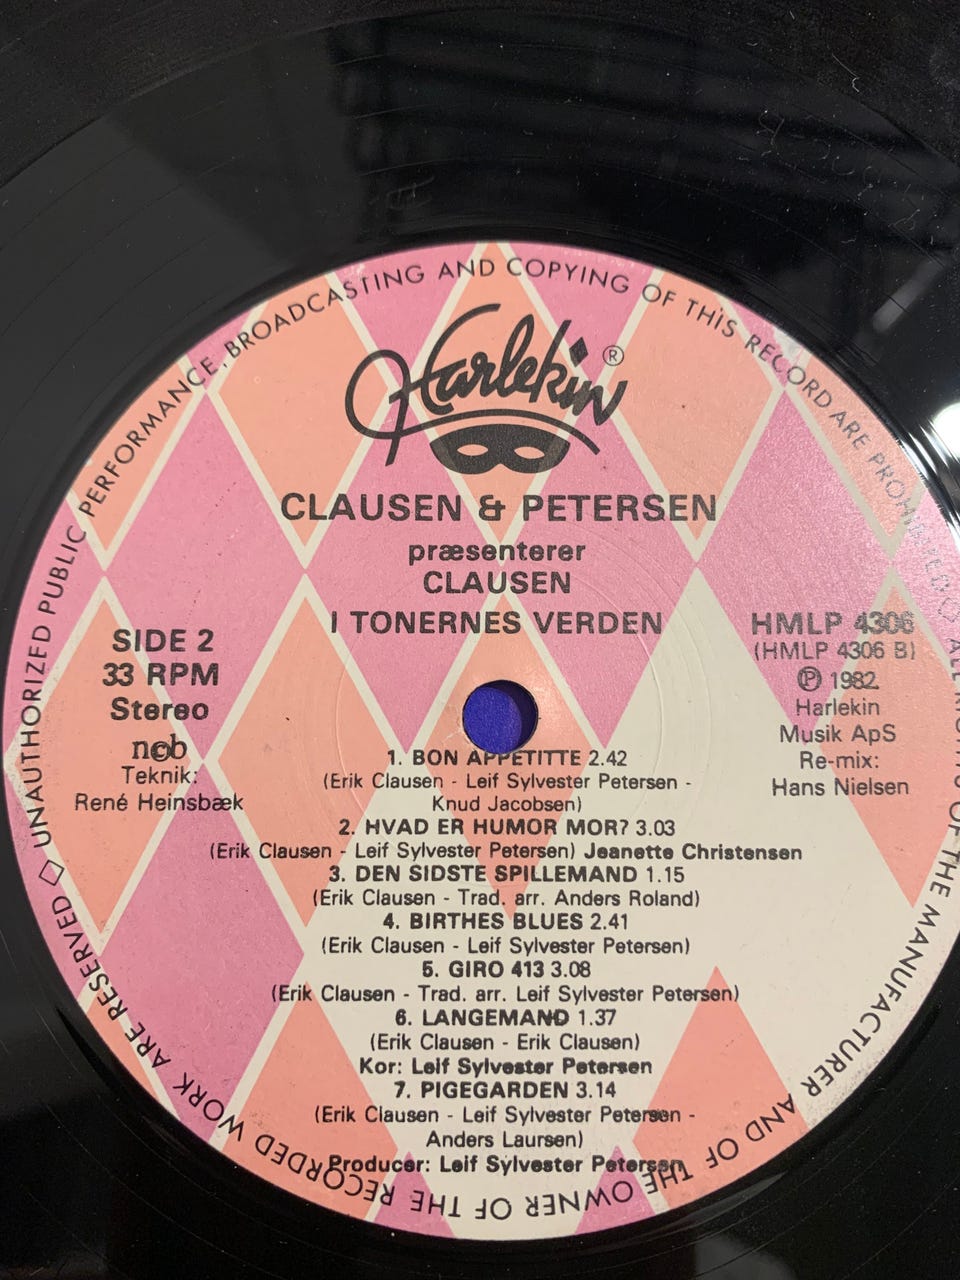 UNAUTHORIZED PUBLIC PERFORMANCE, BROADCASTING AND COPYING OF THIS RECORD ARE PROHIBITED ◇ ALL RIGHTS OF THE MANUFACTURER AND OF THE OWNER OF THE RECORDED WORK ARE RESERVED ◇
Harlekin ®
CLAUSEN & PETERSEN
præsenterer
CLAUSEN
I TONERNES VERDEN
SIDE 2
33 RPM
Stereo
ncb
Teknik:
René Heinsbæk
HMLP 4306
(HMLP 4306 B)
℗ 1982
Harlekin
Musik ApS
Re-mix:
Hans Nielsen
1. BON APPETITTE 2.42
(Erik Clausen - Leif Sylvester Petersen -
Knud Jacobsen)
2. HVAD ER HUMOR MOR? 3.03
(Erik Clausen - Leif Sylvester Petersen) Jeanette Christensen
3. DEN SIDSTE SPILLEMAND 1.15
(Erik Clausen - Trad. arr. Anders Roland)
4. BIRTHES BLUES 2.41
(Erik Clausen - Leif Sylvester Petersen)
5. GIRO 413 3.08
(Erik Clausen - Trad. arr. Leif Sylvester Petersen)
6. LANGEMAND 1.37
(Erik Clausen - Erik Clausen)
Kor: Leif Sylvester Petersen
7. PIGEGARDEN 3.14
(Erik Clausen - Leif Sylvester Petersen -
Anders Laursen)
Producer: Leif Sylvester Petersen